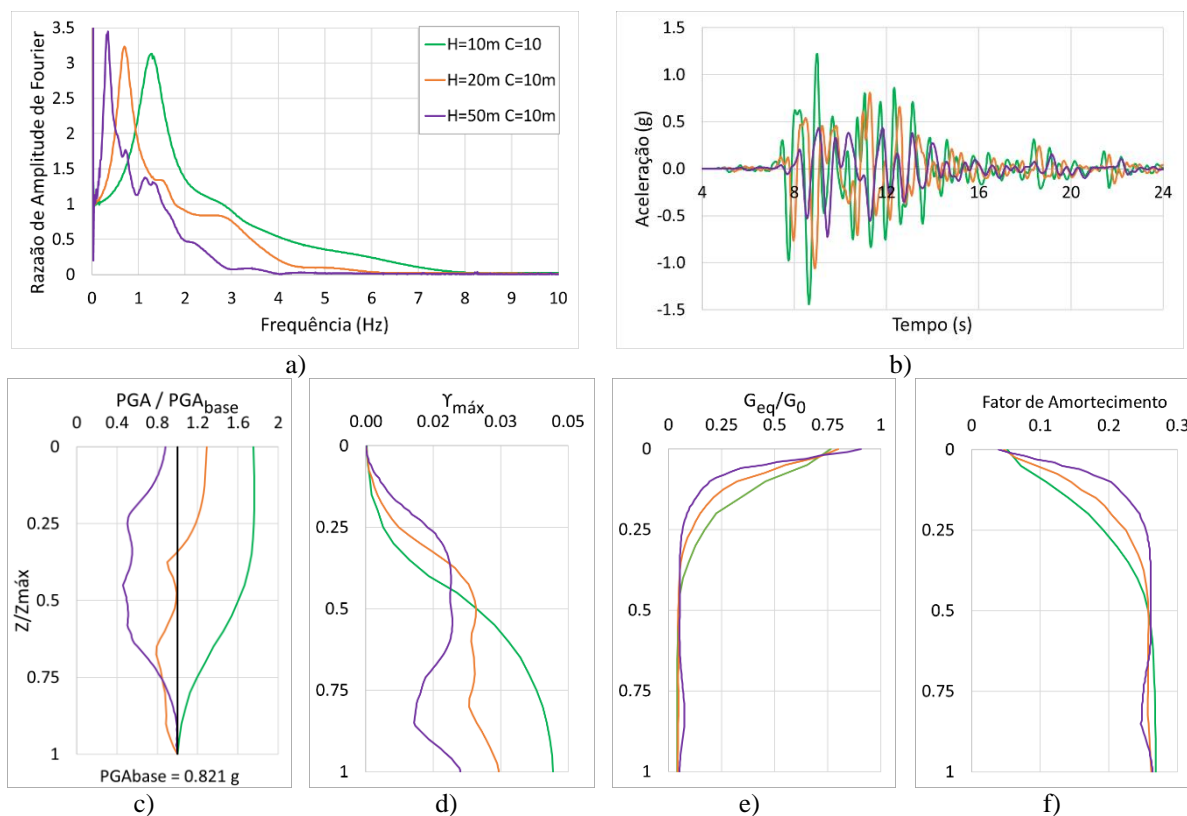 Razaão de Amplitude de Fourier
3.5
3
2.5
2
1.5
1
0.5
0
0 1 2 3 4 5 6 7 8 9 10
Frequência (Hz)
H=10m C=10
H=20m C=10m
H=50m C=10m
a)
Aceleração (g)
1.5
1.0
0.5
0.0
-0.5
-1.0
-1.5
4 8 12 16 20 24
Tempo (s)
b)
PGA / PGAbase
0 0.4 0.8 1.2 1.6 2
Z/Zmáx
0
0.25
0.5
0.75
1
PGAbase = 0.821 g
c)
ϒmáx
0.00 0.02 0.03 0.05
0
0.25
0.5
0.75
1
d)
Geq/G0
0 0.25 0.5 0.75 1
0
0.25
0.5
0.75
1
e)
Fator de Amortecimento
0 0.1 0.2 0.3
0
0.25
0.5
0.75
1
f)